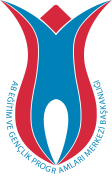 AB EĞİTİM VE GENÇLİK PROGRAMLARI MERKEZİ BAŞKANLIĞI